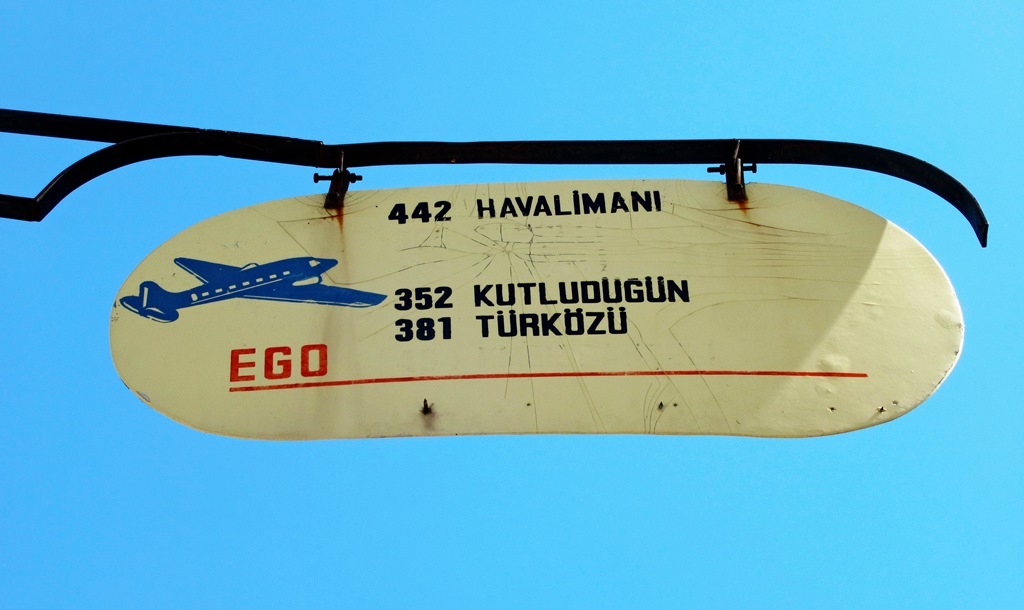 442 HAVALİMANI
352 KUTLUDÜĞÜN
381 TÜRKÖZÜ
EGO